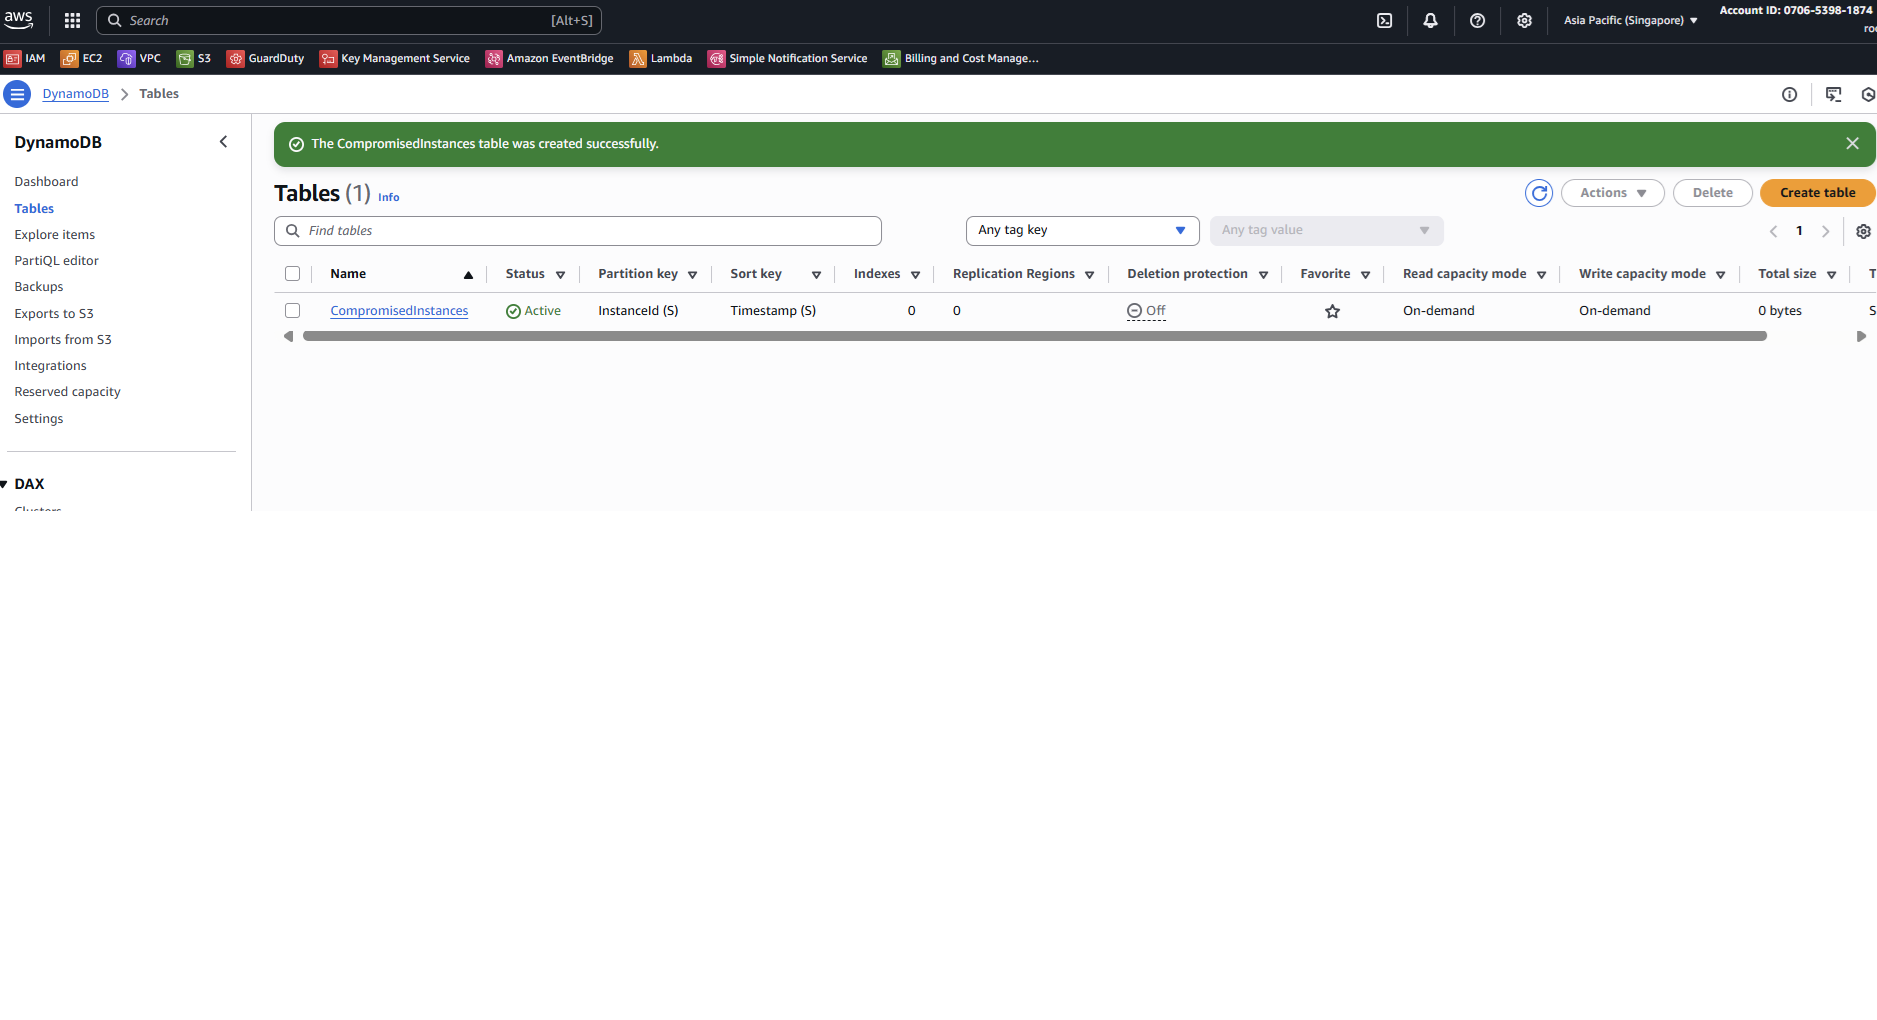 aws Search [Alt+S] Asia Pacific (Singapore) Account ID: 0706-5398-1874
IAM EC2 VPC S3 GuardDuty Key Management Service Amazon EventBridge Lambda Simple Notification Service Billing and Cost Manage...
DynamoDB Tables
DynamoDB
Dashboard
Tables
Explore items
PartiQL editor
Backups
Exports to S3
Imports from S3
Integrations
Reserved capacity
Settings
DAX
Clusters
The CompromisedInstances table was created successfully.
Tables (1) Info Actions Delete Create table
Find tables Any tag key Any tag value 1
Name Status Partition key Sort key Indexes Replication Regions Deletion protection Favorite Read capacity mode Write capacity mode Total size T
CompromisedInstances Active InstanceId (S) Timestamp (S) 0 0 Off On-demand On-demand 0 bytes S